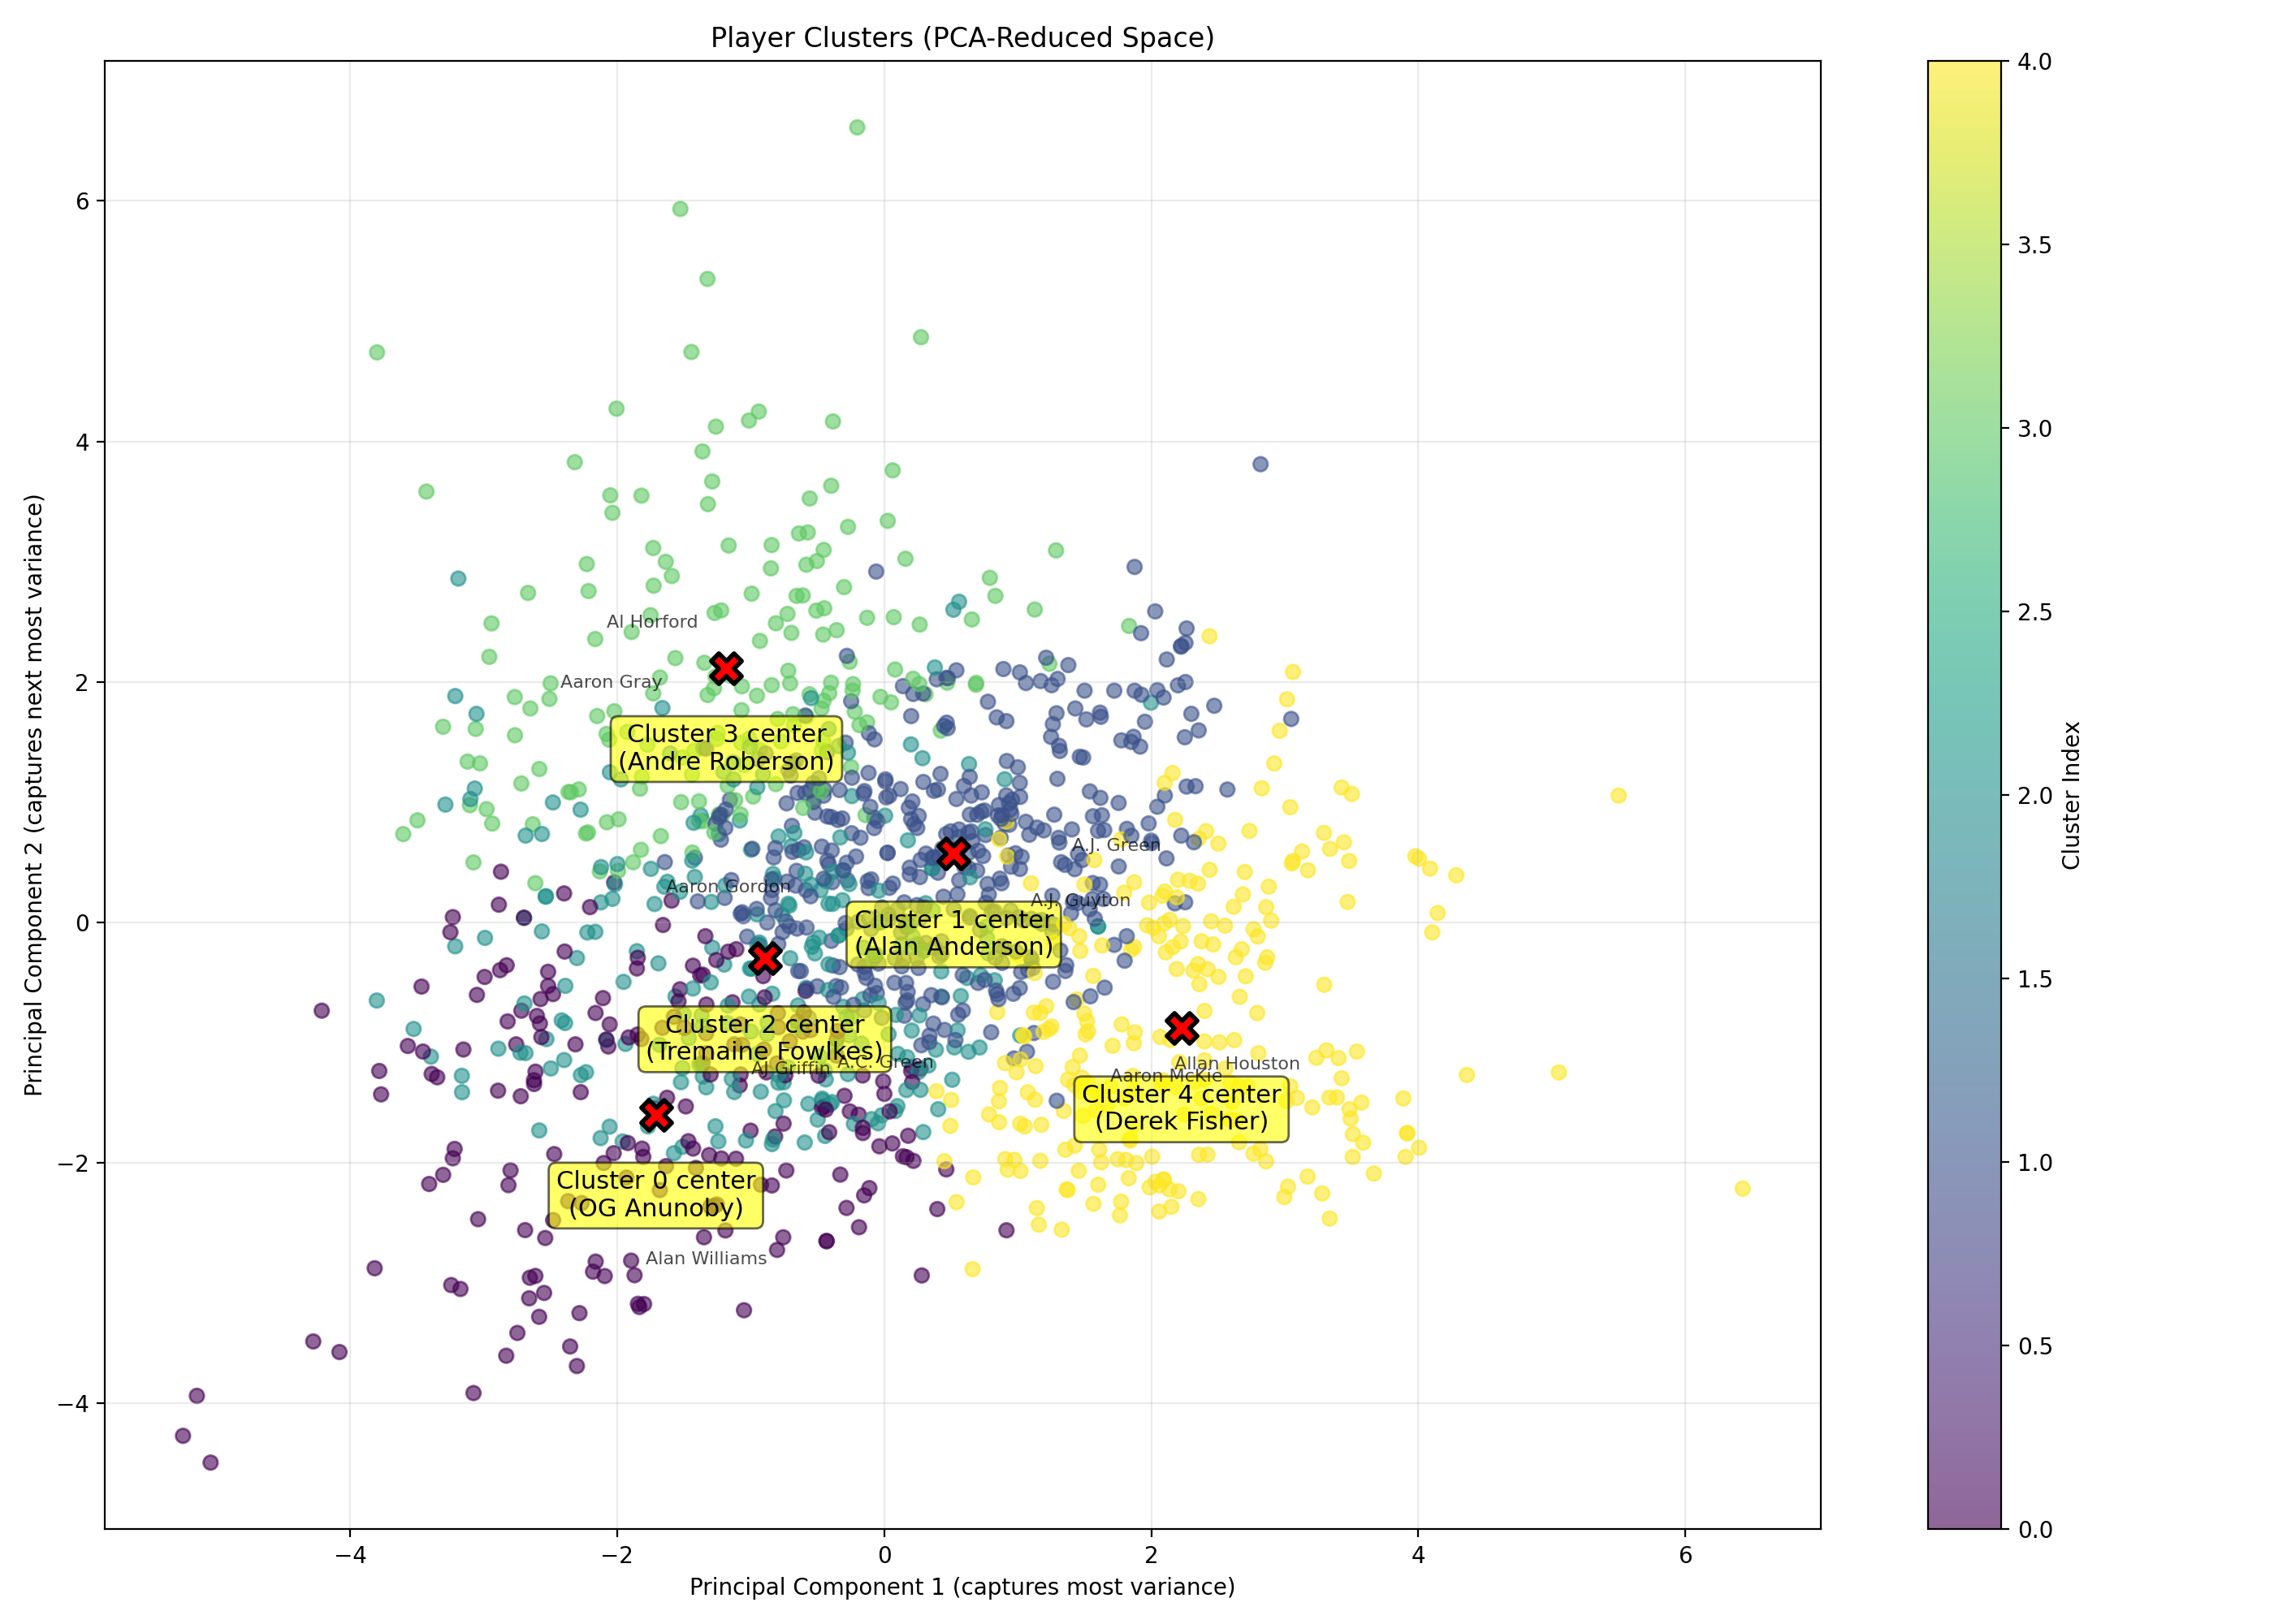 Player Clusters (PCA-Reduced Space)
Principal Component 2 (captures next most variance)
6
4
2
0
−2
−4
Al Horford
Aaron Gray
Cluster 3 center
(Andre Roberson)
A.J. Green
Aaron Gordon
A.J. Guyton
Cluster 1 center
(Alan Anderson)
Cluster 2 center
(Tremaine Fowlkes)
AJ Griffin
A.C. Green
Allan Houston
Aaron McKie
Cluster 4 center
(Derek Fisher)
Cluster 0 center
(OG Anunoby)
Alan Williams
−4
−2
0
2
4
6
Principal Component 1 (captures most variance)
4.0
3.5
3.0
2.5
2.0
1.5
1.0
0.5
0.0
Cluster Index